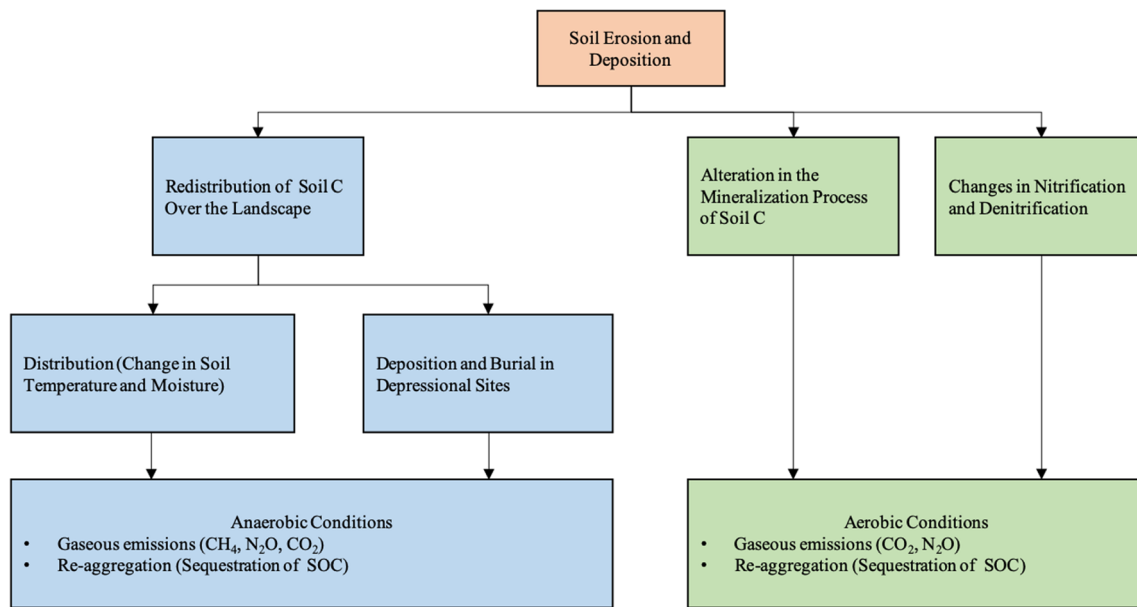 Soil Erosion and
Deposition
Redistribution of Soil C
Over the Landscape
Alteration in the
Mineralization Process
of Soil C
Changes in Nitrification
and Denitrification
Distribution (Change in Soil
Temperature and Moisture)
Deposition and Burial in
Depressional Sites
Anaerobic Conditions
• Gaseous emissions (CH₄, N₂O, CO₂)
• Re-aggregation (Sequestration of SOC)
Aerobic Conditions
• Gaseous emissions (CO₂, N₂O)
• Re-aggregation (Sequestration of SOC)